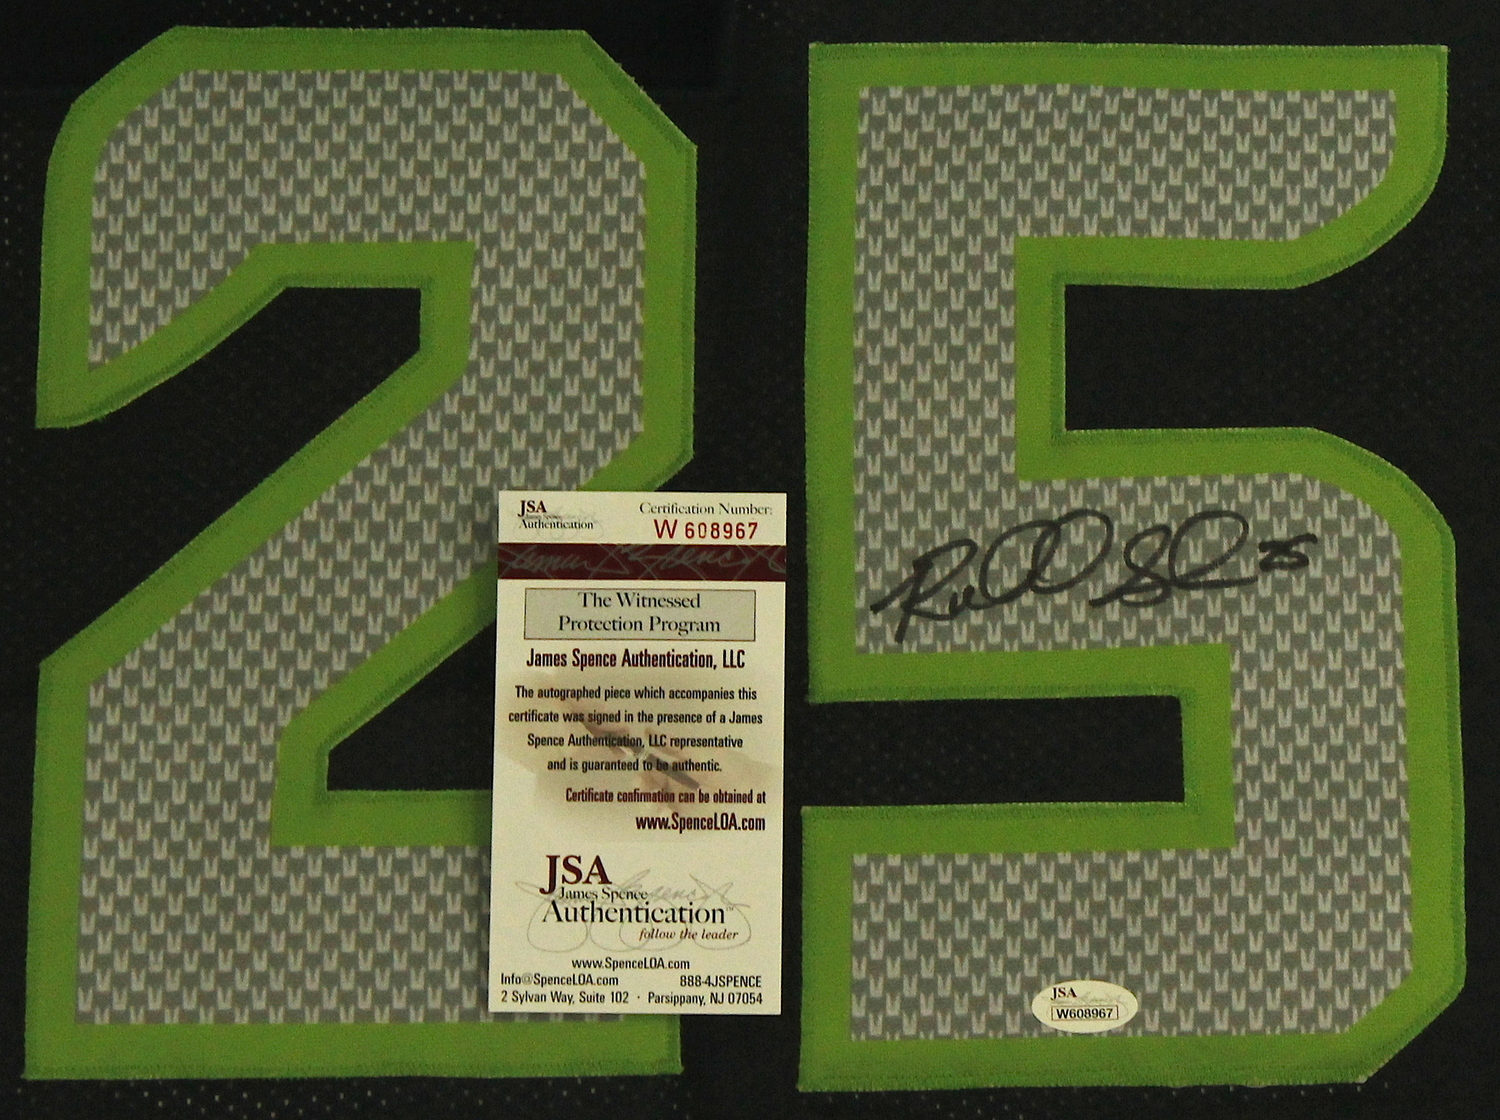 25
JSA
James Spence
Authentication
Certification Number:
W 608967
The Witnessed
Protection Program
James Spence Authentication, LLC
The autographed piece which accompanies this
certificate was signed in the presence of a James
Spence Authentication, LLC representative
and is guaranteed to be authentic.
Certificate confirmation can be obtained at
www.SpenceLOA.com
JSA
James Spence
Authentication™
follow the leader
www.SpenceLOA.com
Info@SpenceLOA.com 888-4JSPENCE
2 Sylvan Way, Suite 102 · Parsippany, NJ 07054
25
JSA
W608967